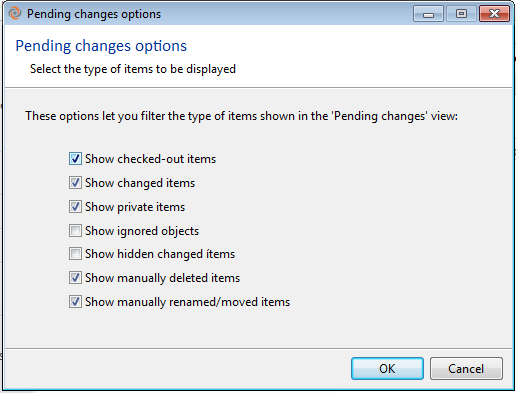 Pending changes options
Pending changes options
Select the type of items to be displayed
These options let you filter the type of items shown in the 'Pending changes' view:
Show checked-out items
Show changed items
Show private items
Show ignored objects
Show hidden changed ítems
Show manually deleted items
Show manually renamed/moved items
OK Cancel